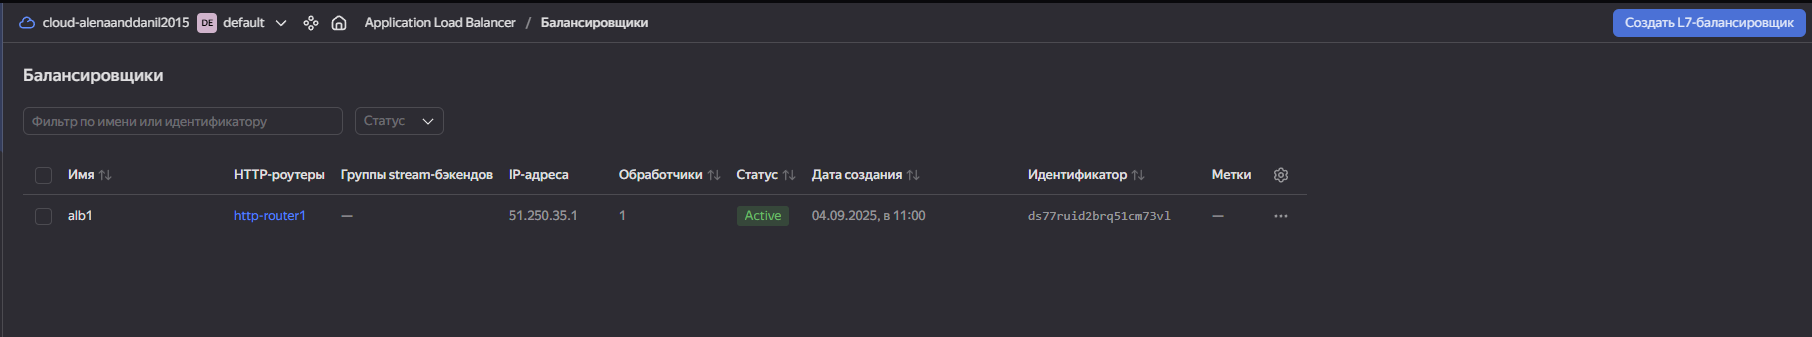 cloud-alenaanddanil2015 DE default Application Load Balancer / Балансировщики Создать L7-балансировщик
Балансировщики
Фильтр по имени или идентификатору Статус
Имя HTTP-роутеры Группы stream-бэкендов IP-адреса Обработчики Статус Дата создания Идентификатор Метки
alb1 http-router1 — 51.250.35.1 1 Active 04.09.2025, в 11:00 ds77ruid2brq51cm73vl —